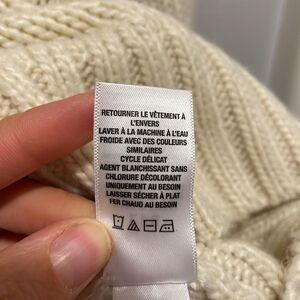 RETOURNER LE VÊTEMENT À
L'ENVERS
LAVER À LA MACHINE À L'EAU
FROIDE AVEC DES COULEURS
SIMILAIRES
CYCLE DÉLICAT
AGENT BLANCHISSANT SANS
CHLORURE DÉCOLORANT
UNIQUEMENT AU BESOIN
LAISSER SÉCHER À PLAT
FER CHAUD AU BESOIN